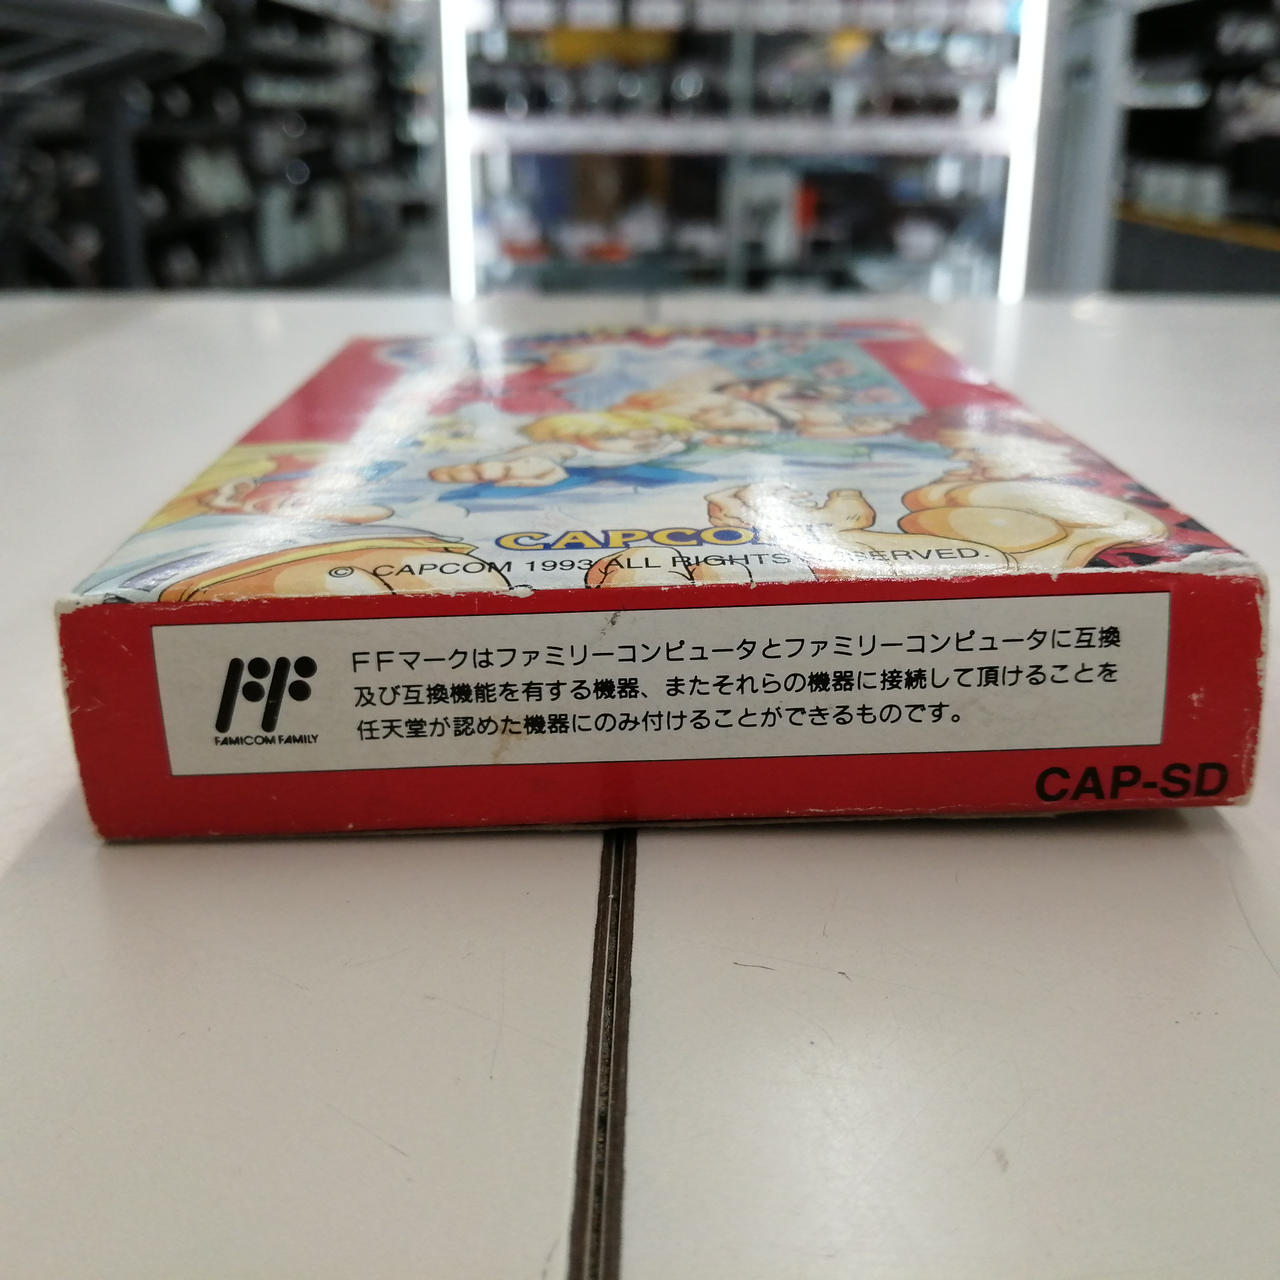 CAPCOM
© CAPCOM 1993 ALL RIGHTS RESERVED.
FFマークはファミリーコンピュータとファミリーコンピュータに互換
及び互換機能を有する機器、またそれらの機器に接続して頂けることを
任天堂が認めた機器にのみ付けることができるものです。
FF
FAMICOM FAMILY
CAP-SD